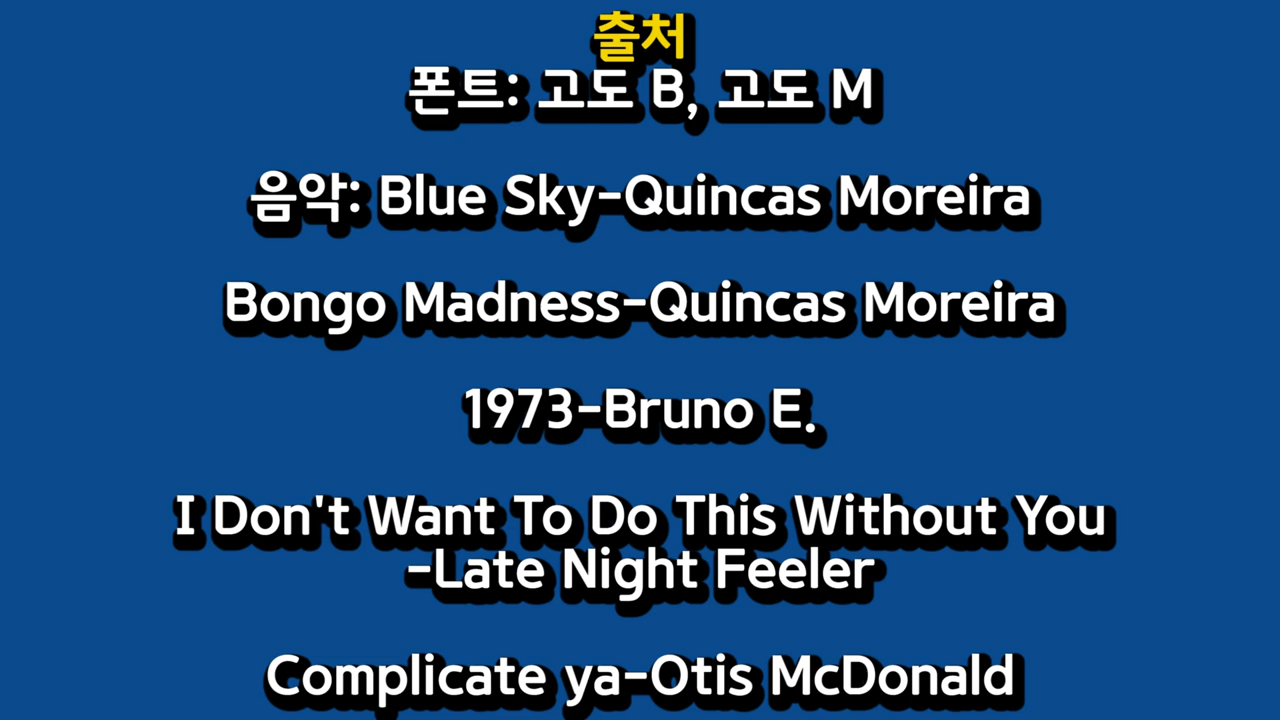 출처
폰트: 고도 B, 고도 M
음악: Blue Sky-Quincas Moreira
Bongo Madness-Quincas Moreira
1973-Bruno E.
I Don't Want To Do This Without You
-Late Night Feeler
Complicate ya-Otis McDonald